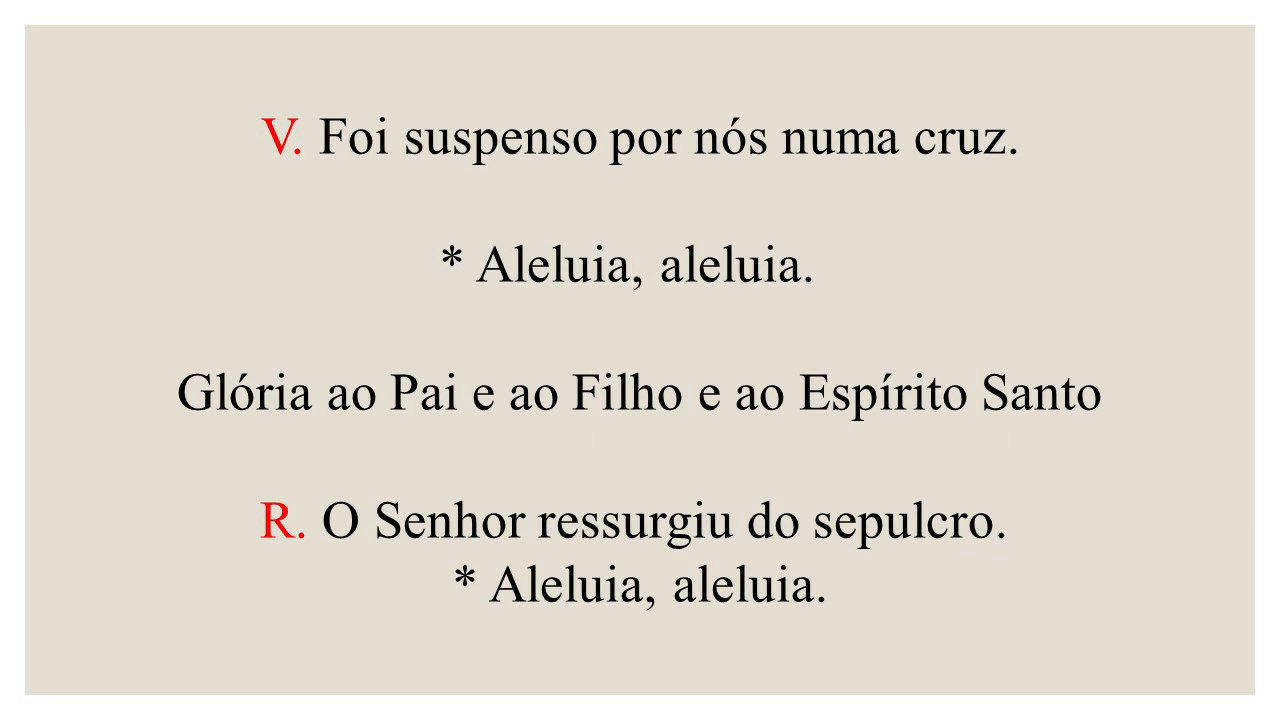 V. Foi suspenso por nós numa cruz.
* Aleluia, aleluia.
Glória ao Pai e ao Filho e ao Espírito Santo
R. O Senhor ressurgiu do sepulcro.
* Aleluia, aleluia.